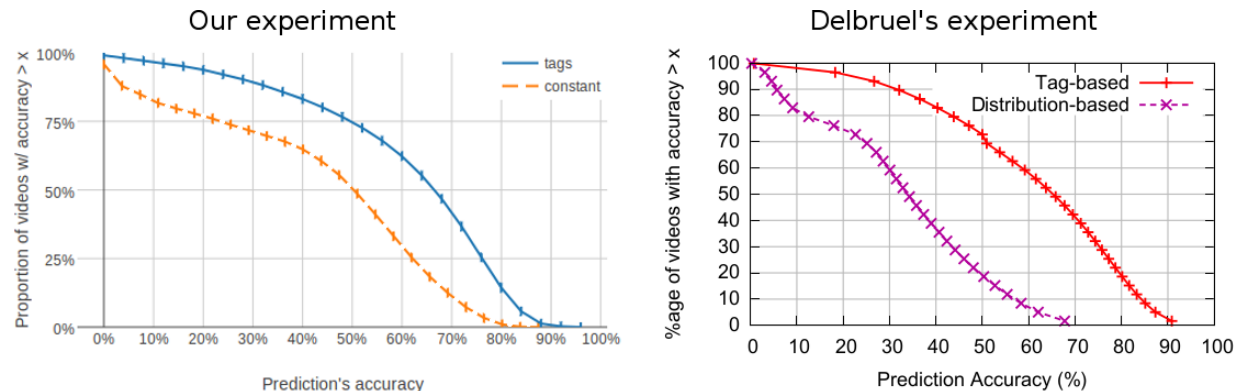 Our experiment
Proportion of videos w/ accuracy > x
100%
75%
50%
25%
0%
tags
constant
0% 10% 20% 30% 40% 50% 60% 70% 80% 90% 100%
Prediction's accuracy
Delbruel's experiment
%age of videos with accuracy > x
100
90
80
70
60
50
40
30
20
10
0
Tag-based
Distribution-based
0 10 20 30 40 50 60 70 80 90 100
Prediction Accuracy (%)